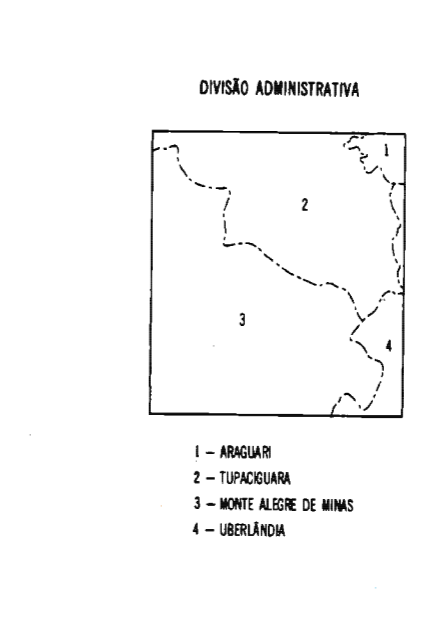 DIVISÃO ADMINISTRATIVA
1
2
3
4
1 – ARAGUARI
2 – TUPACIGUARA
3 – MONTE ALEGRE DE MINAS
4 – UBERLÂNDIA